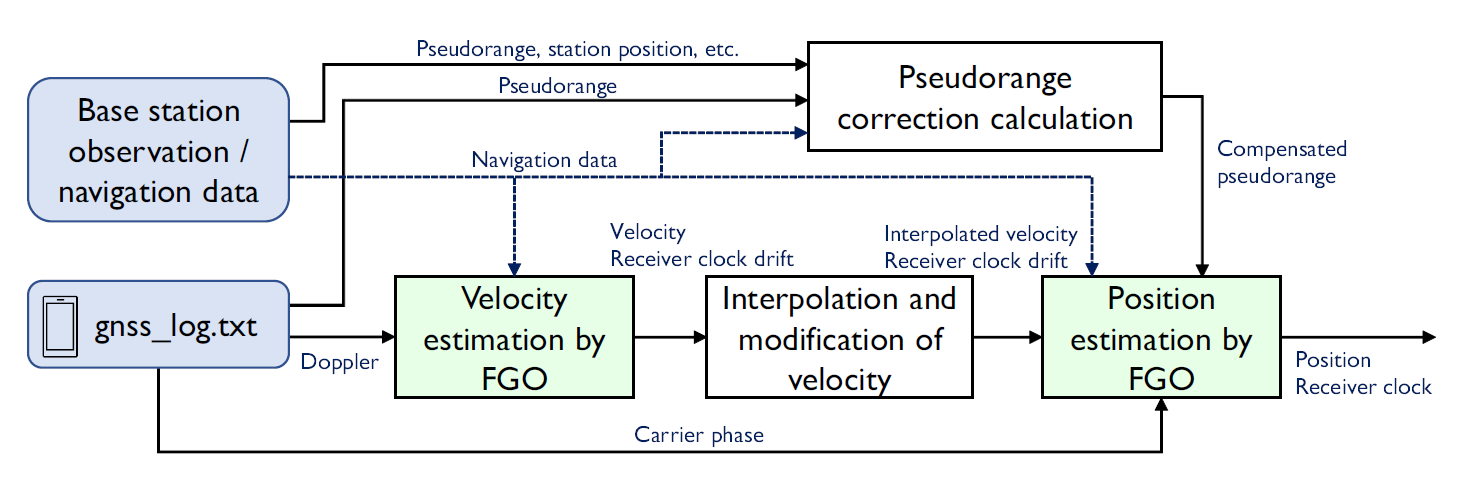 Pseudorange, station position, etc.
Pseudorange
Pseudorange
correction calculation
Base station
observation /
navigation data
Navigation data
Compensated
pseudorange
Velocity
Receiver clock drift
Interpolated velocity
Receiver clock drift
gnss_log.txt
Doppler
Velocity
estimation by
FGO
Interpolation and
modification of
velocity
Position
estimation by
FGO
Position
Receiver clock
Carrier phase